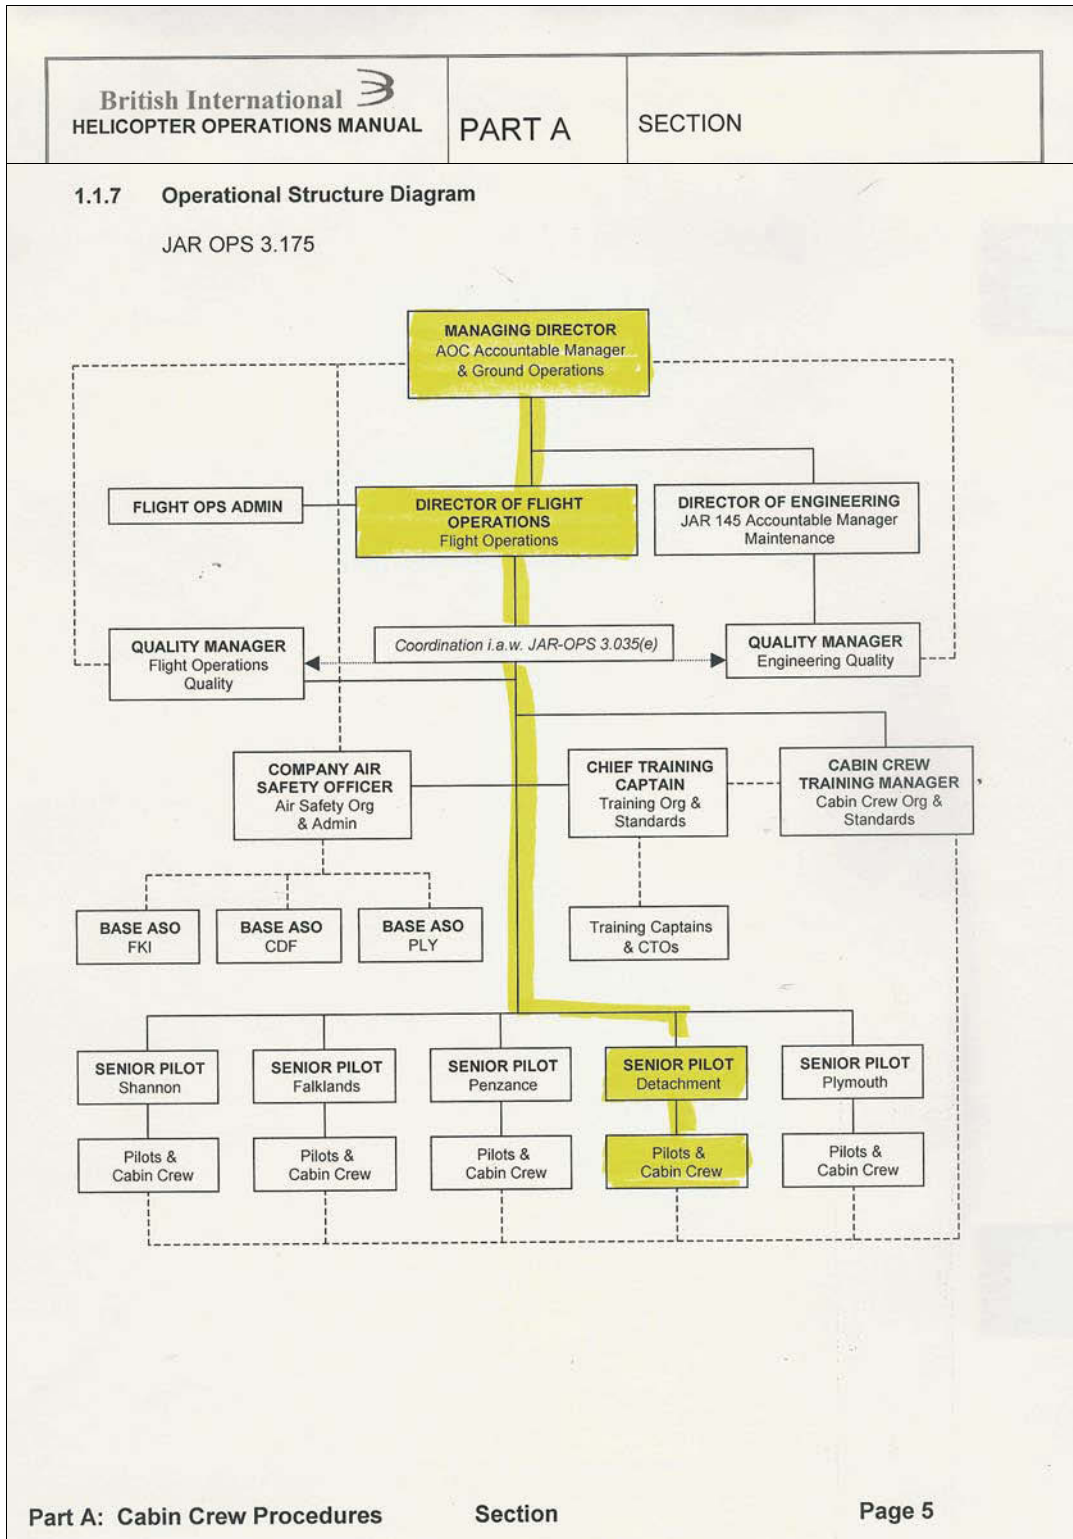 British International
HELICOPTER OPERATIONS MANUAL
PART A
SECTION
1.1.7 Operational Structure Diagram
JAR OPS 3.175
MANAGING DIRECTOR
AOC Accountable Manager
& Ground Operations
FLIGHT OPS ADMIN
DIRECTOR OF FLIGHT
OPERATIONS
Flight Operations
DIRECTOR OF ENGINEERING
JAR 145 Accountable Manager
Maintenance
QUALITY MANAGER
Flight Operations
Quality
Coordination i.a.w. JAR-OPS 3.035(e)
QUALITY MANAGER
Engineering Quality
COMPANY AIR
SAFETY OFFICER
Air Safety Org
& Admin
CHIEF TRAINING
CAPTAIN
Training Org &
Standards
CABIN CREW
TRAINING MANAGER
Cabin Crew Org &
Standards
BASE ASO
FKI
BASE ASO
CDF
BASE ASO
PLY
Training Captains
& CTOs
SENIOR PILOT
Shannon
SENIOR PILOT
Falklands
SENIOR PILOT
Penzance
SENIOR PILOT
Detachment
SENIOR PILOT
Plymouth
Pilots &
Cabin Crew
Pilots &
Cabin Crew
Pilots &
Cabin Crew
Pilots &
Cabin Crew
Pilots &
Cabin Crew
Part A: Cabin Crew Procedures Section Page 5